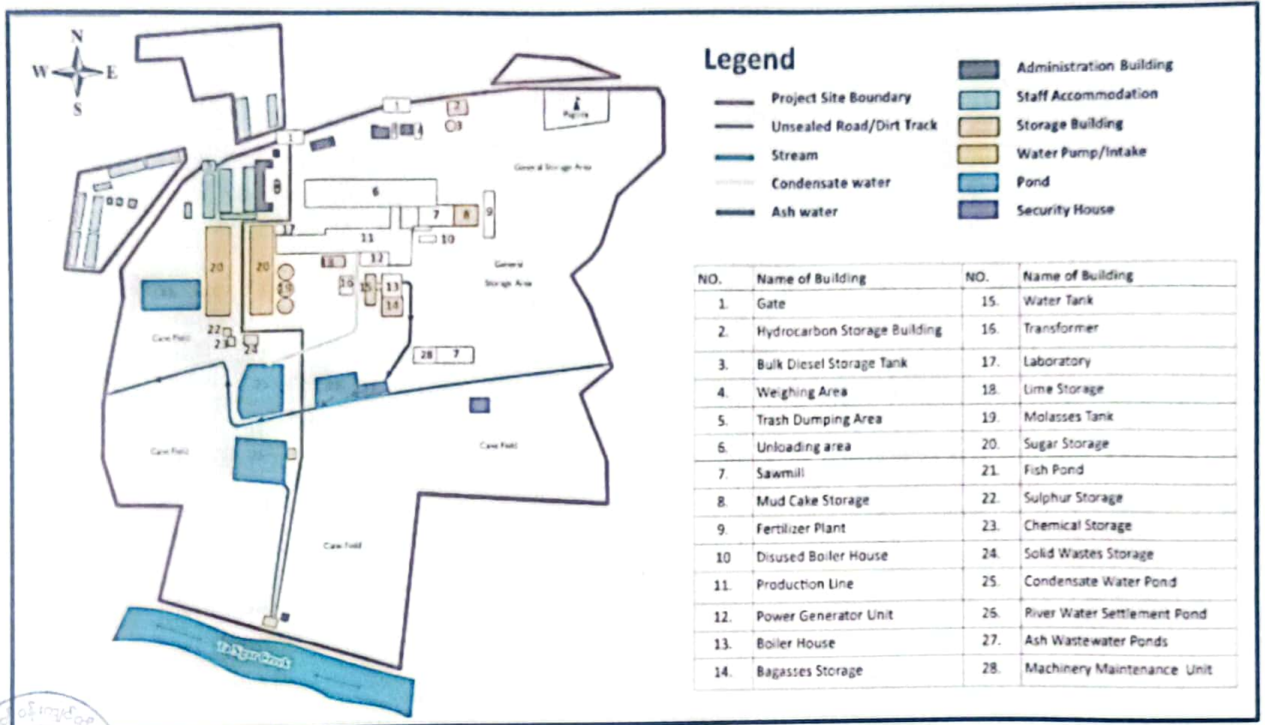 N
W E
S
1
2
3
1
4
Pagoda
General Storage Area
6
7
8
9
17
11
10
12
General
Storage Area
20
20
19
18
16
15
13
14
22
23
24
Cane Field
28 7
Cane Field
Cane Field
Cane Field
Legend
Project Site Boundary
Unsealed Road/Dirt Track
Stream
Condensate water
Ash water
Administration Building
Staff Accommodation
Storage Building
Water Pump/Intake
Pond
Security House
NO. Name of Building NO. Name of Building
1. Gate 15. Water Tank
2. Hydrocarbon Storage Building 16. Transformer
3. Bulk Diesel Storage Tank 17. Laboratory
4. Weighing Area 18. Lime Storage
5. Trash Dumping Area 19. Molasses Tank
6. Unloading area 20. Sugar Storage
7. Sawmill 21. Fish Pond
8. Mud Cake Storage 22. Sulphur Storage
9. Fertilizer Plant 23. Chemical Storage
10 Disused Boiler House 24. Solid Wastes Storage
11. Production Line 25. Condensate Water Pond
12. Power Generator Unit 26. River Water Settlement Pond
13. Boiler House 27. Ash Wastewater Ponds
14. Bagasses Storage 28. Machinery Maintenance Unit